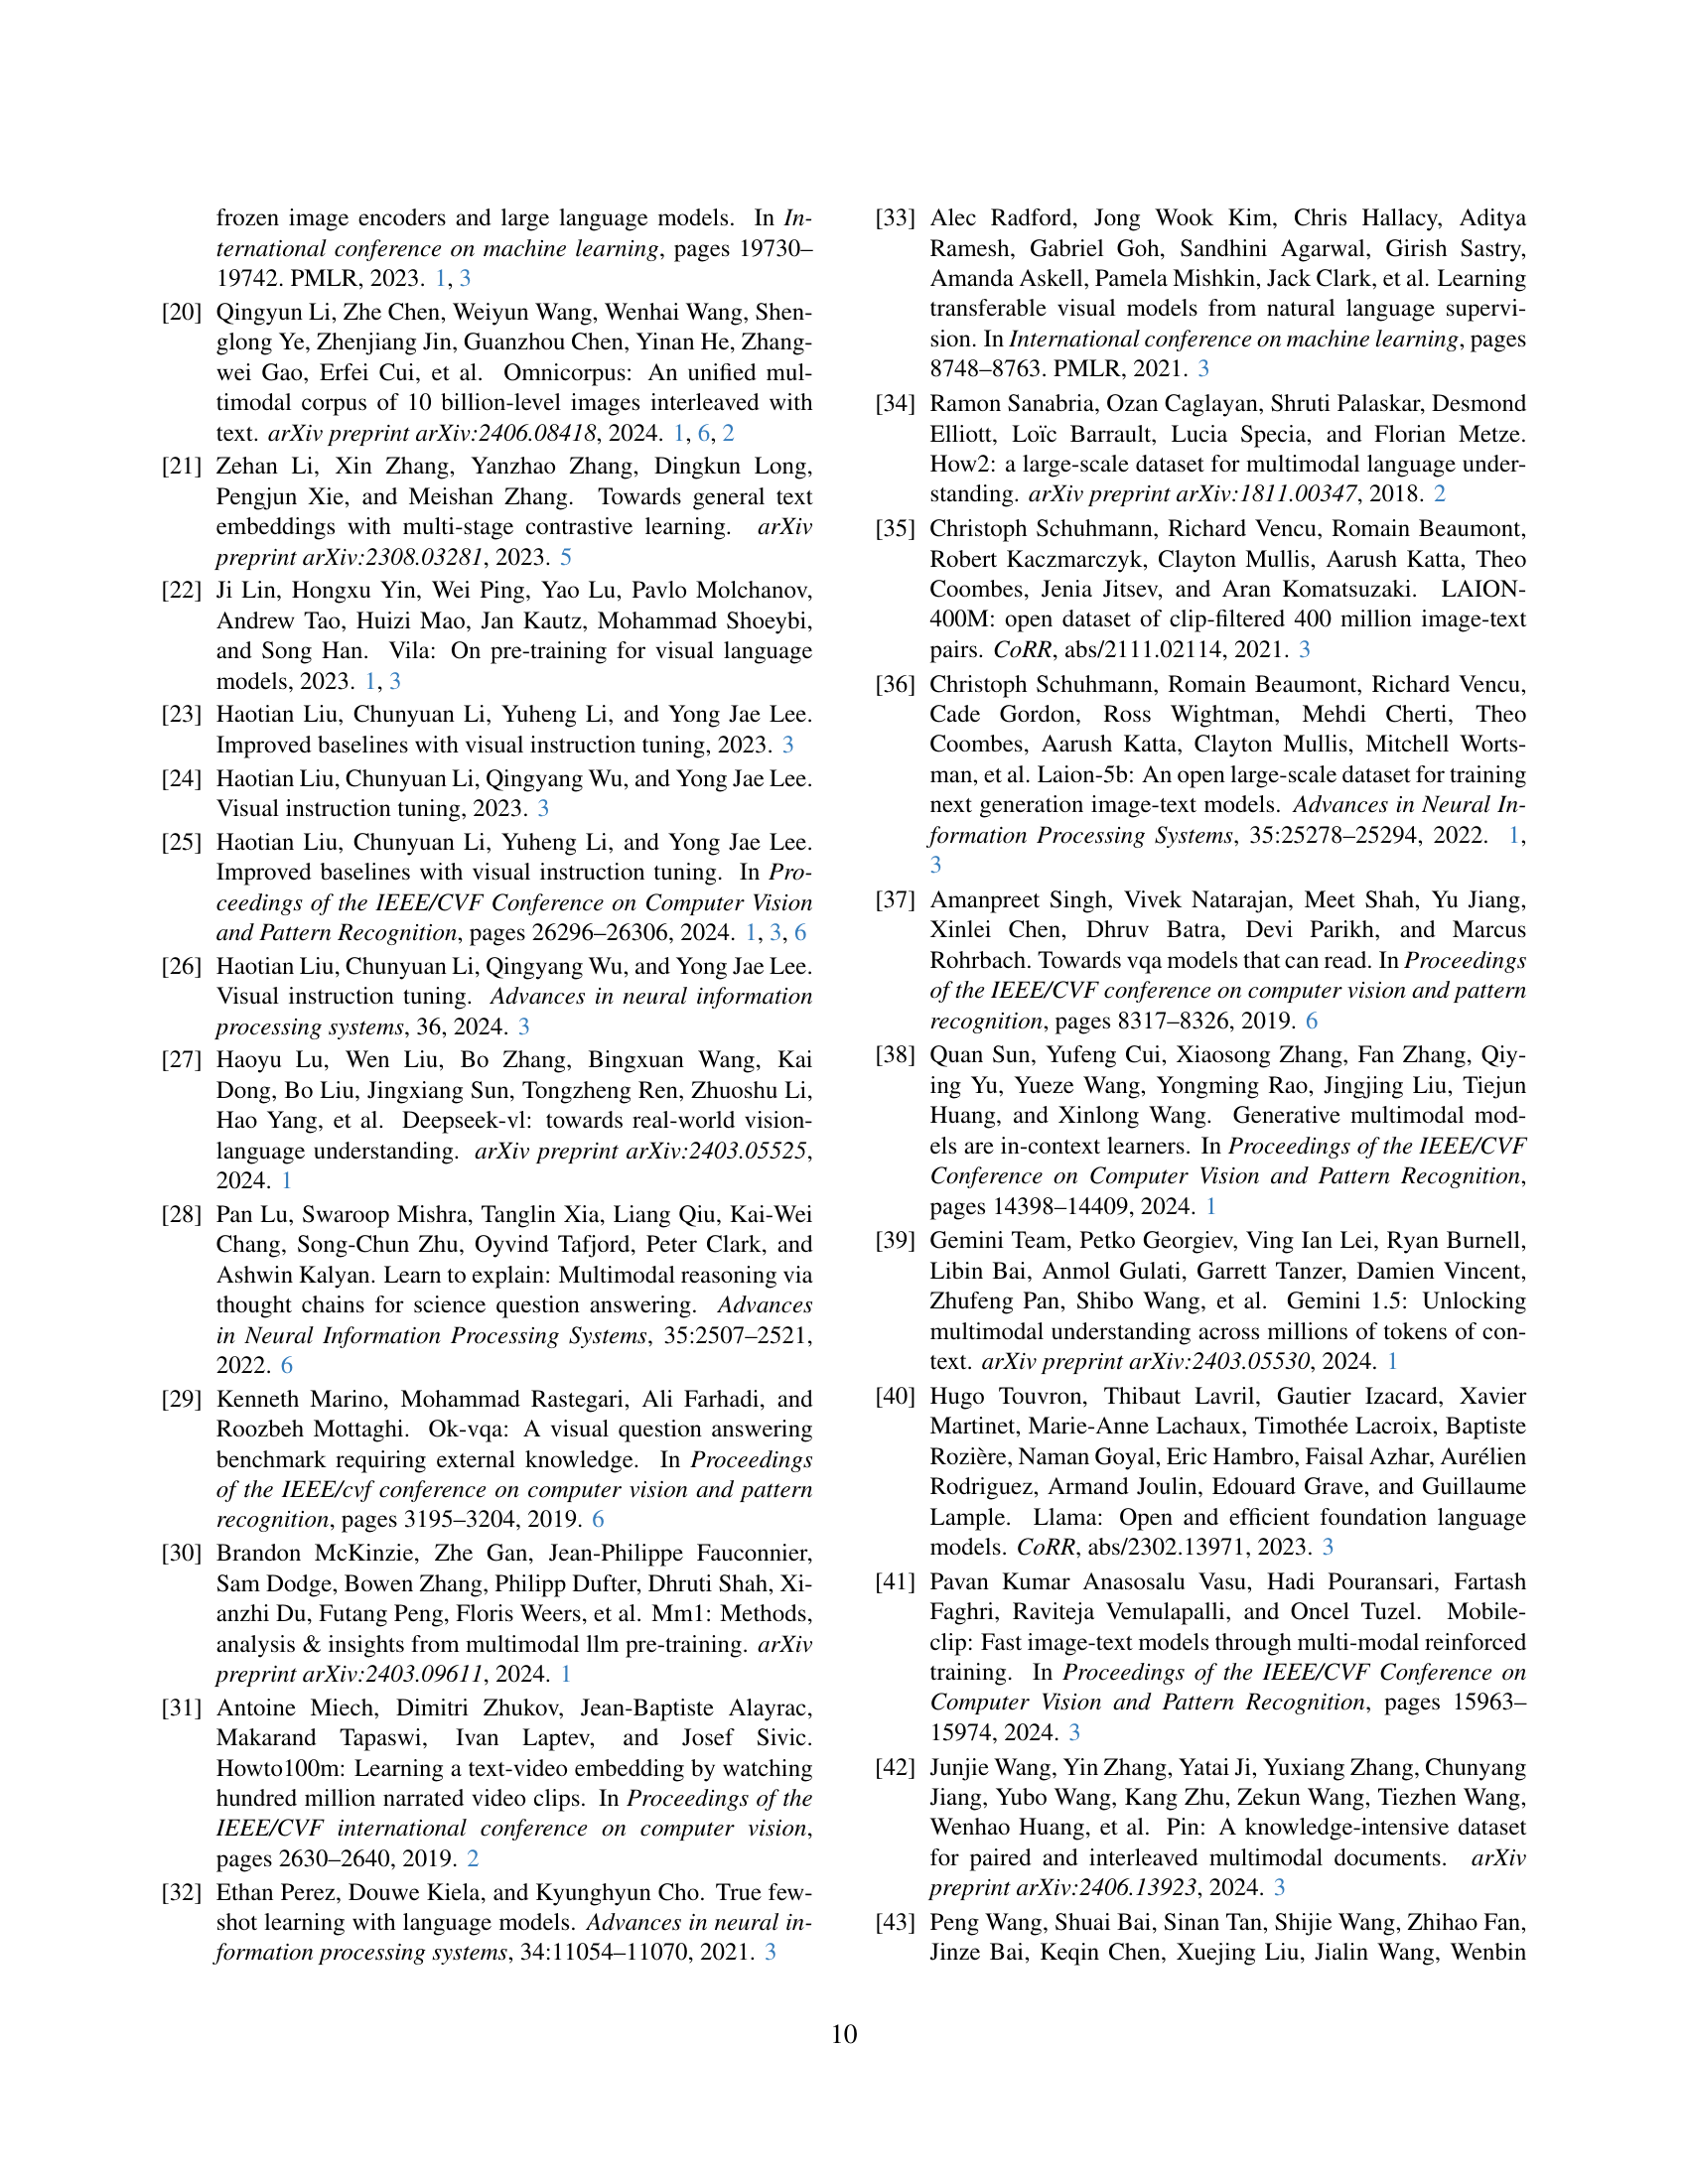 frozen image encoders and large language models. In In-
ternational conference on machine learning, pages 19730–
19742. PMLR, 2023. 1, 3
[20] Qingyun Li, Zhe Chen, Weiyun Wang, Wenhai Wang, Shen-
glong Ye, Zhenjiang Jin, Guanzhou Chen, Yinan He, Zhang-
wei Gao, Erfei Cui, et al. Omnicorpus: An unified mul-
timodal corpus of 10 billion-level images interleaved with
text. arXiv preprint arXiv:2406.08418, 2024. 1, 6, 2
[21] Zehan Li, Xin Zhang, Yanzhao Zhang, Dingkun Long,
Pengjun Xie, and Meishan Zhang. Towards general text
embeddings with multi-stage contrastive learning. arXiv
preprint arXiv:2308.03281, 2023. 5
[22] Ji Lin, Hongxu Yin, Wei Ping, Yao Lu, Pavlo Molchanov,
Andrew Tao, Huizi Mao, Jan Kautz, Mohammad Shoeybi,
and Song Han. Vila: On pre-training for visual language
models, 2023. 1, 3
[23] Haotian Liu, Chunyuan Li, Yuheng Li, and Yong Jae Lee.
Improved baselines with visual instruction tuning, 2023. 3
[24] Haotian Liu, Chunyuan Li, Qingyang Wu, and Yong Jae Lee.
Visual instruction tuning, 2023. 3
[25] Haotian Liu, Chunyuan Li, Yuheng Li, and Yong Jae Lee.
Improved baselines with visual instruction tuning. In Pro-
ceedings of the IEEE/CVF Conference on Computer Vision
and Pattern Recognition, pages 26296–26306, 2024. 1, 3, 6
[26] Haotian Liu, Chunyuan Li, Qingyang Wu, and Yong Jae Lee.
Visual instruction tuning. Advances in neural information
processing systems, 36, 2024. 3
[27] Haoyu Lu, Wen Liu, Bo Zhang, Bingxuan Wang, Kai
Dong, Bo Liu, Jingxiang Sun, Tongzheng Ren, Zhuoshu Li,
Hao Yang, et al. Deepseek-vl: towards real-world vision-
language understanding. arXiv preprint arXiv:2403.05525,
2024. 1
[28] Pan Lu, Swaroop Mishra, Tanglin Xia, Liang Qiu, Kai-Wei
Chang, Song-Chun Zhu, Oyvind Tafjord, Peter Clark, and
Ashwin Kalyan. Learn to explain: Multimodal reasoning via
thought chains for science question answering. Advances
in Neural Information Processing Systems, 35:2507–2521,
2022. 6
[29] Kenneth Marino, Mohammad Rastegari, Ali Farhadi, and
Roozbeh Mottaghi. Ok-vqa: A visual question answering
benchmark requiring external knowledge. In Proceedings
of the IEEE/cvf conference on computer vision and pattern
recognition, pages 3195–3204, 2019. 6
[30] Brandon McKinzie, Zhe Gan, Jean-Philippe Fauconnier,
Sam Dodge, Bowen Zhang, Philipp Dufter, Dhruti Shah, Xi-
anzhi Du, Futang Peng, Floris Weers, et al. Mm1: Methods,
analysis & insights from multimodal llm pre-training. arXiv
preprint arXiv:2403.09611, 2024. 1
[31] Antoine Miech, Dimitri Zhukov, Jean-Baptiste Alayrac,
Makarand Tapaswi, Ivan Laptev, and Josef Sivic.
Howto100m: Learning a text-video embedding by watching
hundred million narrated video clips. In Proceedings of the
IEEE/CVF international conference on computer vision,
pages 2630–2640, 2019. 2
[32] Ethan Perez, Douwe Kiela, and Kyunghyun Cho. True few-
shot learning with language models. Advances in neural in-
formation processing systems, 34:11054–11070, 2021. 3
[33] Alec Radford, Jong Wook Kim, Chris Hallacy, Aditya
Ramesh, Gabriel Goh, Sandhini Agarwal, Girish Sastry,
Amanda Askell, Pamela Mishkin, Jack Clark, et al. Learning
transferable visual models from natural language supervi-
sion. In International conference on machine learning, pages
8748–8763. PMLR, 2021. 3
[34] Ramon Sanabria, Ozan Caglayan, Shruti Palaskar, Desmond
Elliott, Loïc Barrault, Lucia Specia, and Florian Metze.
How2: a large-scale dataset for multimodal language under-
standing. arXiv preprint arXiv:1811.00347, 2018. 2
[35] Christoph Schuhmann, Richard Vencu, Romain Beaumont,
Robert Kaczmarczyk, Clayton Mullis, Aarush Katta, Theo
Coombes, Jenia Jitsev, and Aran Komatsuzaki. LAION-
400M: open dataset of clip-filtered 400 million image-text
pairs. CoRR, abs/2111.02114, 2021. 3
[36] Christoph Schuhmann, Romain Beaumont, Richard Vencu,
Cade Gordon, Ross Wightman, Mehdi Cherti, Theo
Coombes, Aarush Katta, Clayton Mullis, Mitchell Worts-
man, et al. Laion-5b: An open large-scale dataset for training
next generation image-text models. Advances in Neural In-
formation Processing Systems, 35:25278–25294, 2022. 1,
3
[37] Amanpreet Singh, Vivek Natarajan, Meet Shah, Yu Jiang,
Xinlei Chen, Dhruv Batra, Devi Parikh, and Marcus
Rohrbach. Towards vqa models that can read. In Proceedings
of the IEEE/CVF conference on computer vision and pattern
recognition, pages 8317–8326, 2019. 6
[38] Quan Sun, Yufeng Cui, Xiaosong Zhang, Fan Zhang, Qiy-
ing Yu, Yueze Wang, Yongming Rao, Jingjing Liu, Tiejun
Huang, and Xinlong Wang. Generative multimodal mod-
els are in-context learners. In Proceedings of the IEEE/CVF
Conference on Computer Vision and Pattern Recognition,
pages 14398–14409, 2024. 1
[39] Gemini Team, Petko Georgiev, Ving Ian Lei, Ryan Burnell,
Libin Bai, Anmol Gulati, Garrett Tanzer, Damien Vincent,
Zhufeng Pan, Shibo Wang, et al. Gemini 1.5: Unlocking
multimodal understanding across millions of tokens of con-
text. arXiv preprint arXiv:2403.05530, 2024. 1
[40] Hugo Touvron, Thibaut Lavril, Gautier Izacard, Xavier
Martinet, Marie-Anne Lachaux, Timothée Lacroix, Baptiste
Rozière, Naman Goyal, Eric Hambro, Faisal Azhar, Aurélien
Rodriguez, Armand Joulin, Edouard Grave, and Guillaume
Lample. Llama: Open and efficient foundation language
models. CoRR, abs/2302.13971, 2023. 3
[41] Pavan Kumar Anasosalu Vasu, Hadi Pouransari, Fartash
Faghri, Raviteja Vemulapalli, and Oncel Tuzel. Mobile-
clip: Fast image-text models through multi-modal reinforced
training. In Proceedings of the IEEE/CVF Conference on
Computer Vision and Pattern Recognition, pages 15963–
15974, 2024. 3
[42] Junjie Wang, Yin Zhang, Yatai Ji, Yuxiang Zhang, Chunyang
Jiang, Yubo Wang, Kang Zhu, Zekun Wang, Tiezhen Wang,
Wenhao Huang, et al. Pin: A knowledge-intensive dataset
for paired and interleaved multimodal documents. arXiv
preprint arXiv:2406.13923, 2024. 3
[43] Peng Wang, Shuai Bai, Sinan Tan, Shijie Wang, Zhihao Fan,
Jinze Bai, Keqin Chen, Xuejing Liu, Jialin Wang, Wenbin
10